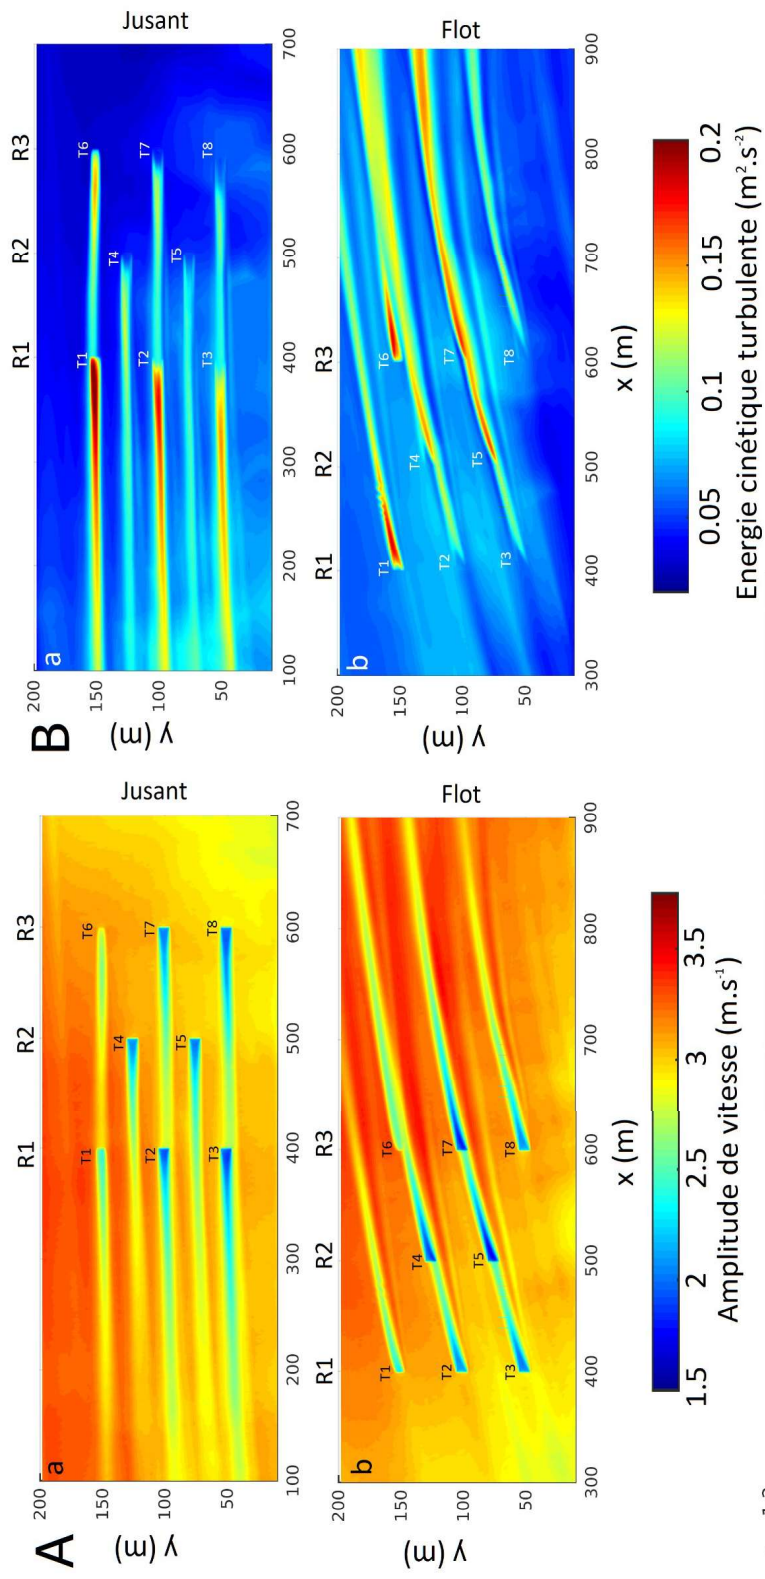 A
Jusant
a
R1
R2
R3
T1
T2
T3
T4
T5
T6
T7
T8
y (m)
200
150
100
50
100
200
300
400
500
600
700
Flot
b
R1
R2
R3
T1
T2
T3
T4
T5
T6
T7
T8
y (m)
200
150
100
50
300
400
500
600
700
800
900
x (m)
1.5
2
2.5
3
3.5
Amplitude de vitesse (m.s-1)
B
Jusant
a
R1
R2
R3
T1
T2
T3
T4
T5
T6
T7
T8
y (m)
200
150
100
50
100
200
300
400
500
600
700
Flot
b
R1
R2
R3
T1
T2
T3
T4
T5
T6
T7
T8
y (m)
200
150
100
50
300
400
500
600
700
800
900
x (m)
0.05
0.1
0.15
0.2
Energie cinétique turbulente (m².s-²)